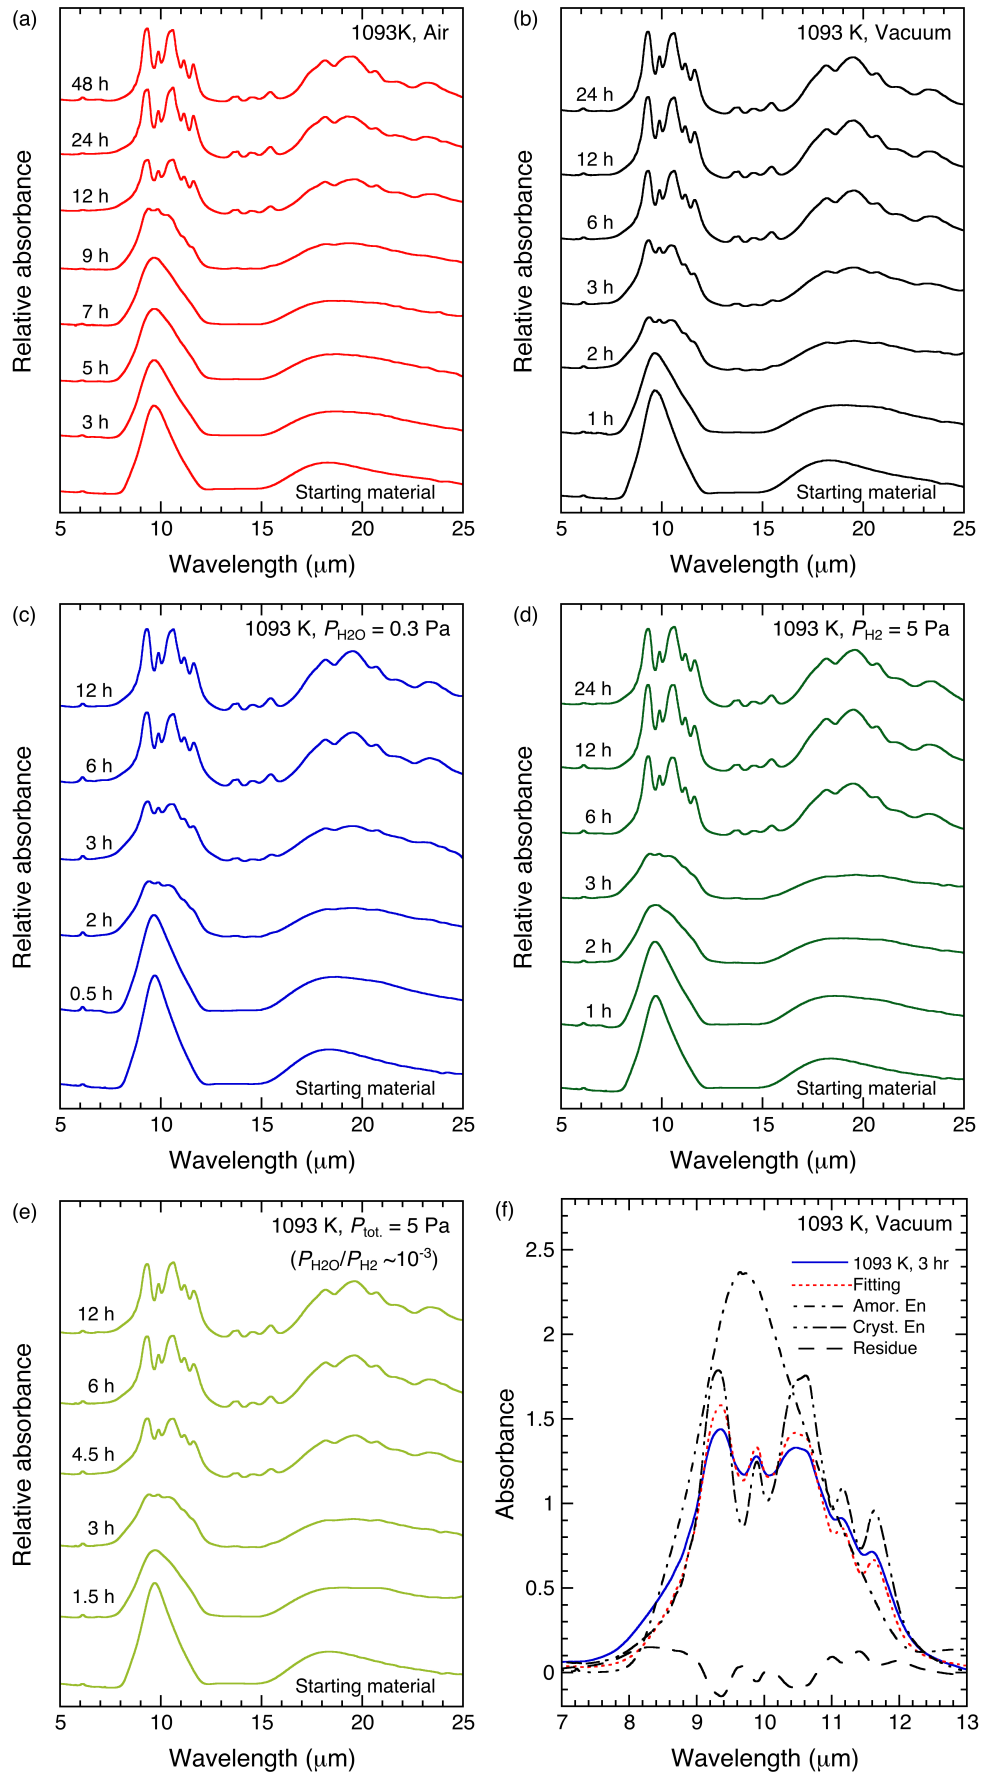 (a)
1093K, Air
48 h
24 h
12 h
9 h
7 h
5 h
3 h
Starting material
Relative absorbance
5 10 15 20 25
Wavelength (μm)
(b)
1093 K, Vacuum
24 h
12 h
6 h
3 h
2 h
1 h
Starting material
Relative absorbance
5 10 15 20 25
Wavelength (μm)
(c)
1093 K, PH2O = 0.3 Pa
12 h
6 h
3 h
2 h
0.5 h
Starting material
Relative absorbance
5 10 15 20 25
Wavelength (μm)
(d)
1093 K, PH2 = 5 Pa
24 h
12 h
6 h
3 h
2 h
1 h
Starting material
Relative absorbance
5 10 15 20 25
Wavelength (μm)
(e)
1093 K, Ptot. = 5 Pa
(PH2O/PH2 ~10-3)
12 h
6 h
4.5 h
3 h
1.5 h
Starting material
Relative absorbance
5 10 15 20 25
Wavelength (μm)
(f)
1093 K, Vacuum
1093 K, 3 hr
Fitting
Amor. En
Cryst. En
Residue
2.5
2
1.5
1
0.5
0
Absorbance
7 8 9 10 11 12 13
Wavelength (μm)